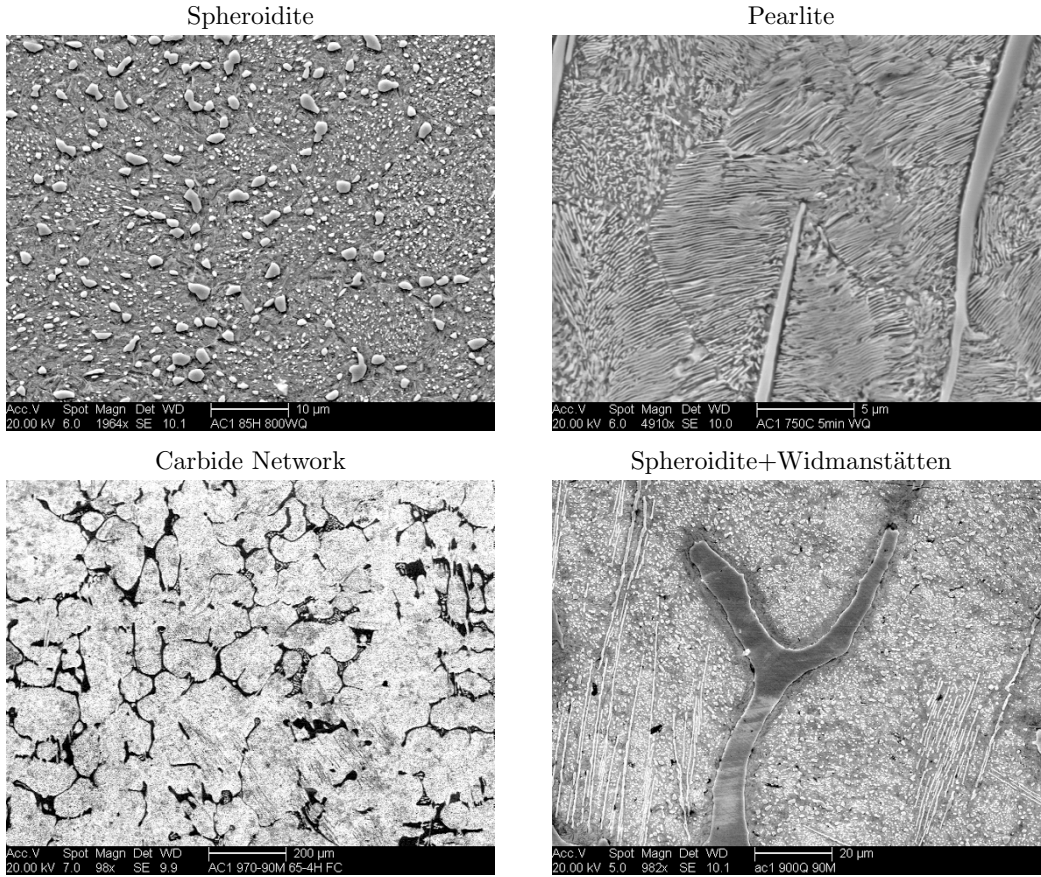 Spheroidite
Acc.V Spot Magn Det WD 10 µm
20.00 kV 6.0 1964x SE 10.1 AC1 85H 800WQ
Pearlite
Acc.V Spot Magn Det WD 5 µm
20.00 kV 6.0 4910x SE 10.0 AC1 750C 5min WQ
Carbide Network
Acc.V Spot Magn Det WD 200 µm
20.00 kV 7.0 98x SE 9.9 AC1 970-90M 65-4H FC
Spheroidite+Widmanstätten
Acc.V Spot Magn Det WD 20 µm
20.00 kV 5.0 982x SE 10.1 ac1 900Q 90M